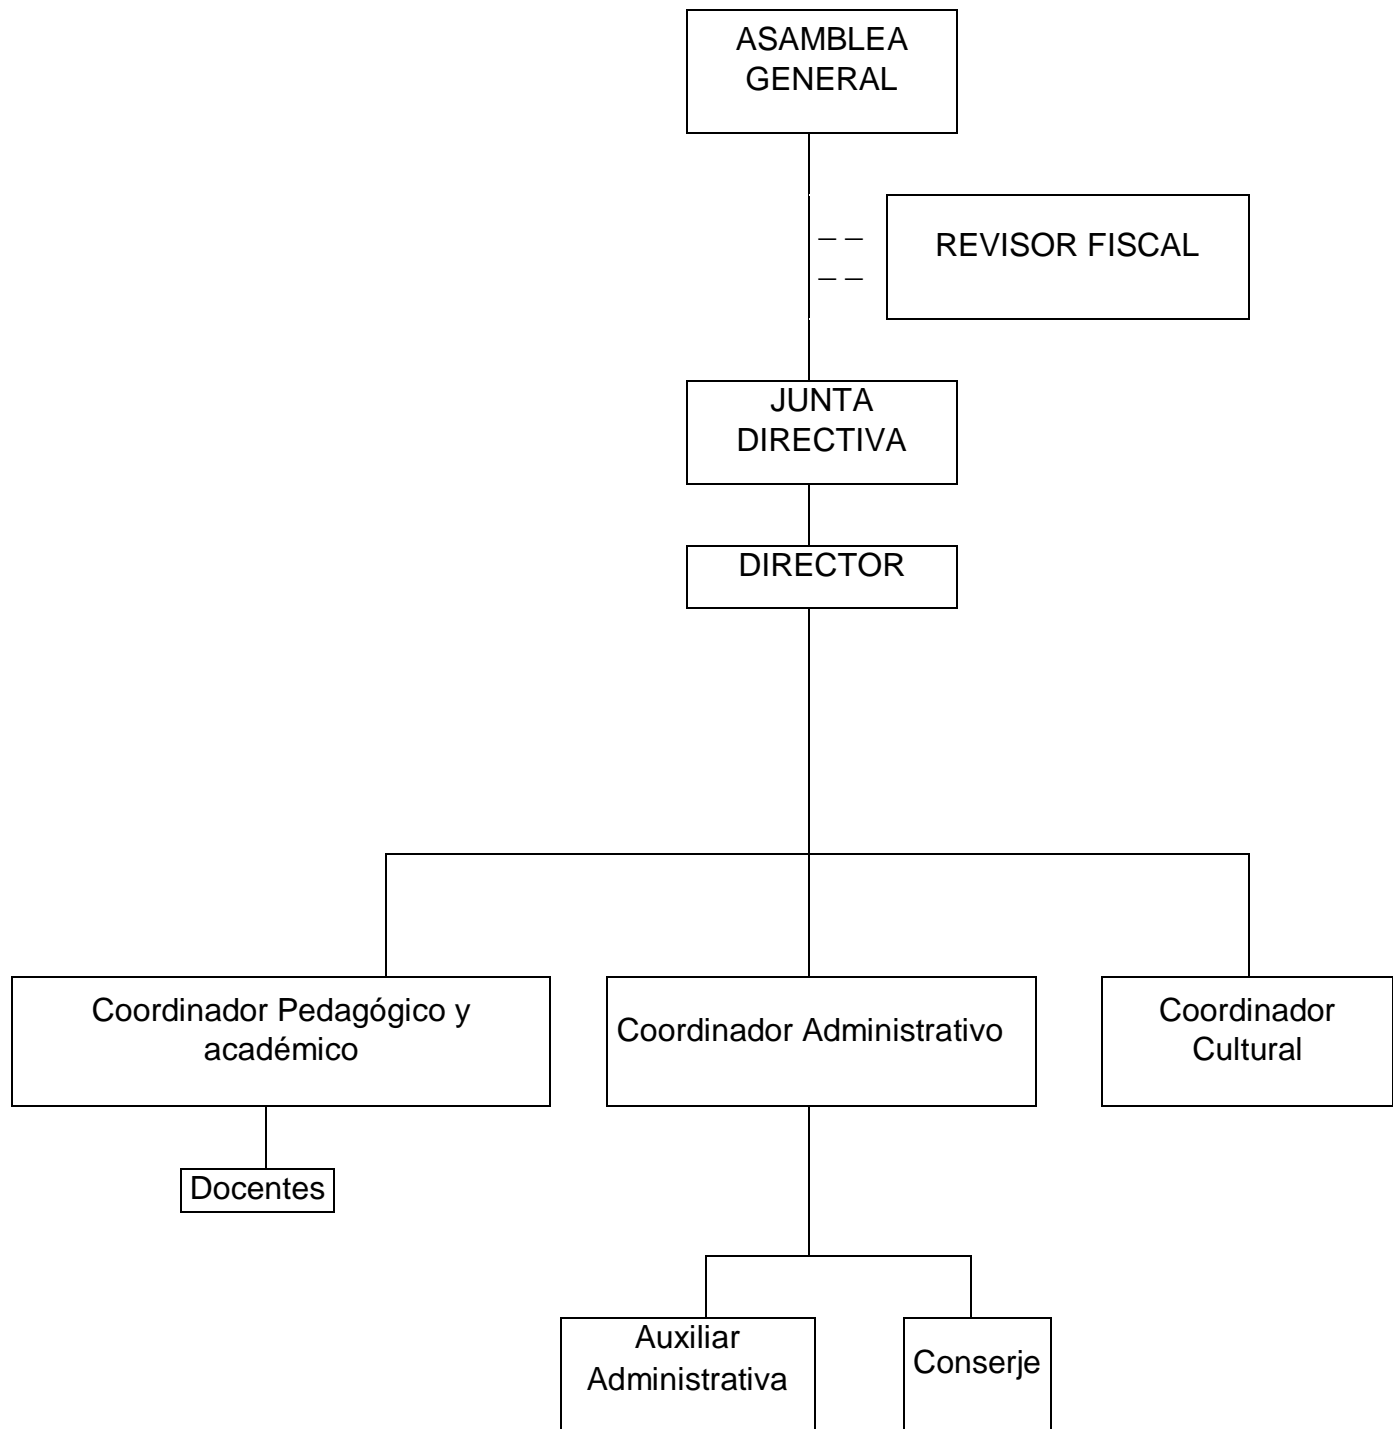 ASAMBLEA
GENERAL
_ _
_ _
REVISOR FISCAL
JUNTA
DIRECTIVA
DIRECTOR
Coordinador Pedagógico y
académico
Coordinador Administrativo
Coordinador
Cultural
Docentes
Auxiliar
Administrativa
Conserje